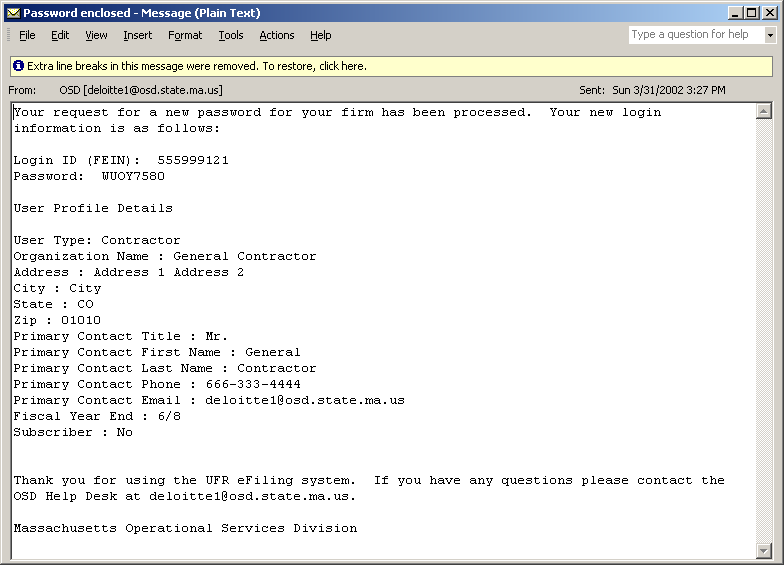 Password enclosed - Message (Plain Text)
File Edit View Insert Format Tools Actions Help
Type a question for help
Extra line breaks in this message were removed. To restore, click here.
From: OSD [deloitte1@osd.state.ma.us] Sent: Sun 3/31/2002 3:27 PM
Your request for a new password for your firm has been processed.  Your new login
information is as follows:
Login ID (FEIN):  555999121
Password:  WUOY7580
User Profile Details
User Type: Contractor
Organization Name : General Contractor
Address : Address 1 Address 2
City : City
State : CO
Zip : 01010
Primary Contact Title : Mr.
Primary Contact First Name : General
Primary Contact Last Name : Contractor
Primary Contact Phone : 666-333-4444
Primary Contact Email : deloitte1@osd.state.ma.us
Fiscal Year End : 6/8
Subscriber : No
Thank you for using the UFR eFiling system.  If you have any questions please contact the
OSD Help Desk at deloitte1@osd.state.ma.us.
Massachusetts Operational Services Division